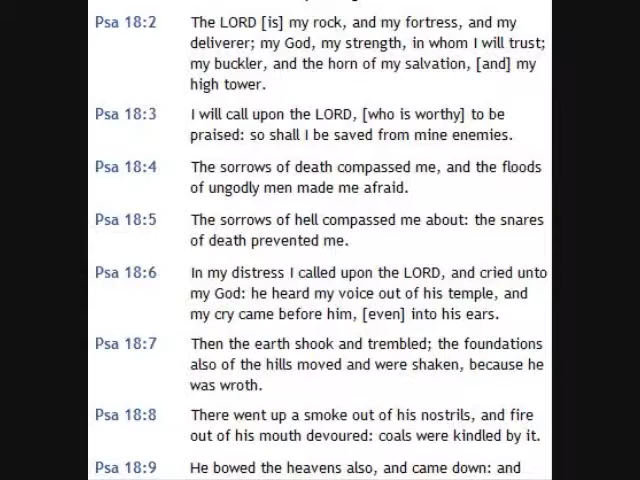 Psa 18:2 The LORD [is] my rock, and my fortress, and my
deliverer; my God, my strength, in whom I will trust;
my buckler, and the horn of my salvation, [and] my
high tower.
Psa 18:3 I will call upon the LORD, [who is worthy] to be
praised: so shall I be saved from mine enemies.
Psa 18:4 The sorrows of death compassed me, and the floods
of ungodly men made me afraid.
Psa 18:5 The sorrows of hell compassed me about: the snares
of death prevented me.
Psa 18:6 In my distress I called upon the LORD, and cried unto
my God: he heard my voice out of his temple, and
my cry came before him, [even] into his ears.
Psa 18:7 Then the earth shook and trembled; the foundations
also of the hills moved and were shaken, because he
was wroth.
Psa 18:8 There went up a smoke out of his nostrils, and fire
out of his mouth devoured: coals were kindled by it.
Psa 18:9 He bowed the heavens also, and came down: and